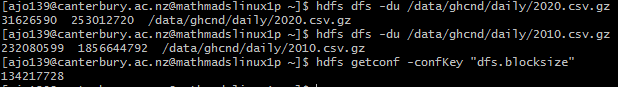 [ajo139@canterbury.ac.nz@mathmadslinux1p ~]$ hdfs dfs -du /data/ghcnd/daily/2020.csv.gz
31626590  253012720  /data/ghcnd/daily/2020.csv.gz
[ajo139@canterbury.ac.nz@mathmadslinux1p ~]$ hdfs dfs -du /data/ghcnd/daily/2010.csv.gz
232080599  1856644792  /data/ghcnd/daily/2010.csv.gz
[ajo139@canterbury.ac.nz@mathmadslinux1p ~]$ hdfs getconf -confKey "dfs.blocksize"
134217728